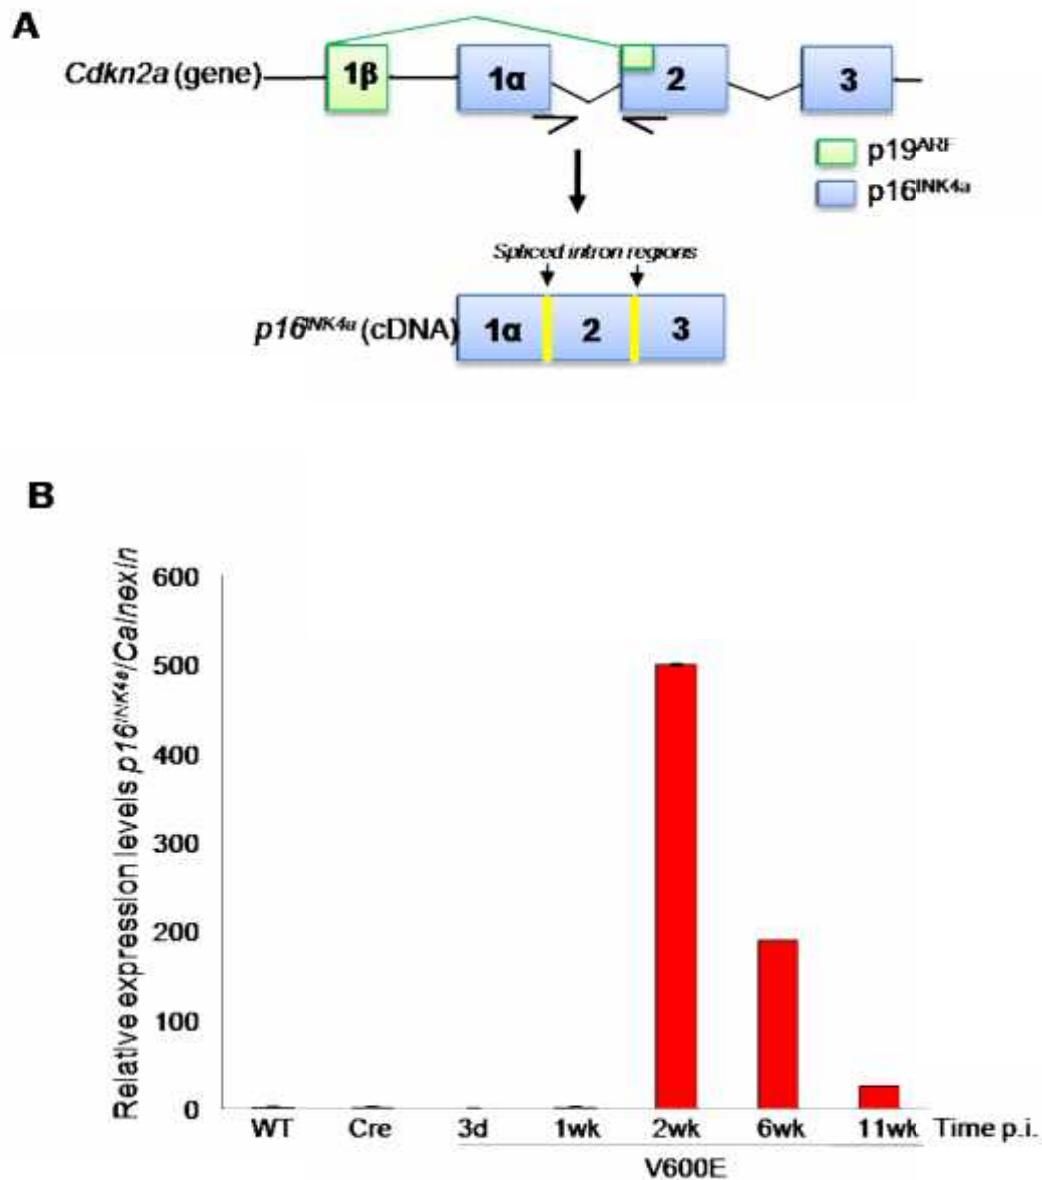 A
Cdkn2a (gene)
1β
1α
2
3
p19ARF
p16INK4a
Spliced intron regions
p16INK4a (cDNA)
1α
2
3
B
Relative expression levels p16INK4a/Calnexin
600
500
400
300
200
100
0
WT Cre 3d 1wk 2wk 6wk 11wk Time p.i.
V600E